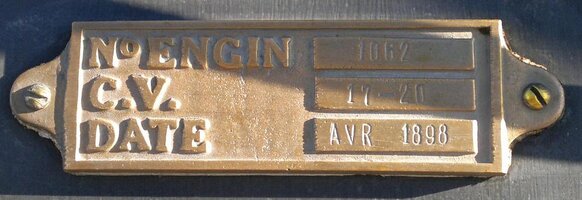 No ENGIN 1062
C.V. 17-20
DATE AVR 1898